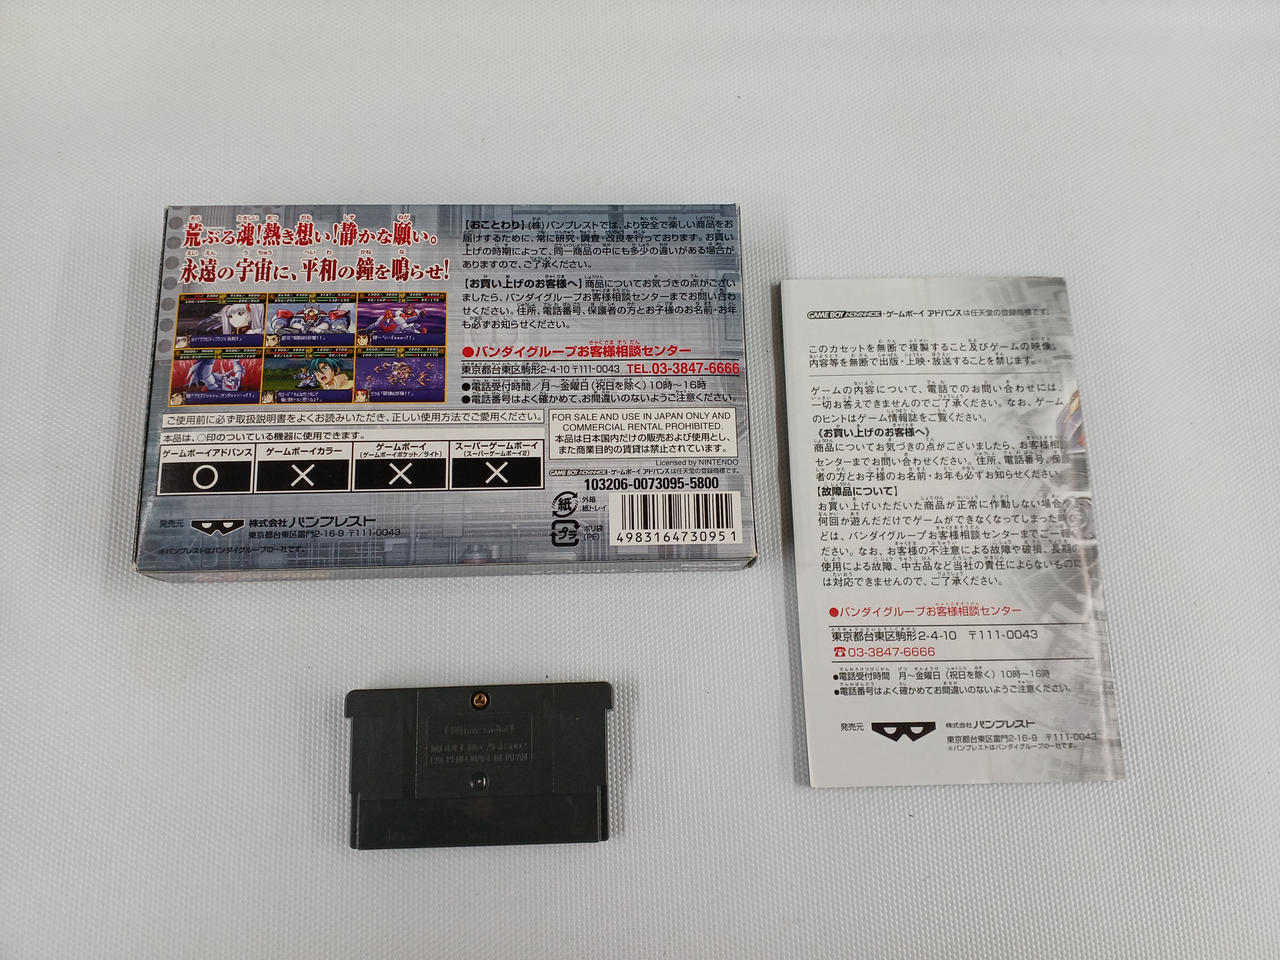 荒ぶる魂!熱き想い!静かな願い。
永遠の宇宙に、平和の鐘を鳴らせ!
【おことわり】(株)バンプレストでは、より安全で楽しい商品をお
届けするために、常に研究・調査・改良を行っております。お買い
上げの時期によって、同一商品の中にも多少の違いがある場合が
ありますので、ご了承ください。
【お買い上げのお客様へ】商品についてお気づきの点がござい
ましたら、バンダイグループお客様相談センターまでお問い合わ
せください。住所、電話番号、保護者の方とお子様のお名前・お年
も必ずお知らせください。
●バンダイグループお客様相談センター
東京都台東区駒形2-4-10 〒111-0043 TEL.03-3847-6666
●電話受付時間/月〜金曜日(祝日を除く)10時〜16時
●電話番号はよく確かめて、お間違いのないようご注意ください。
ご使用前に必ず取扱説明書をよくお読みいただき、正しい使用方法でご愛用ください。
本品は、○印のついている機器に使用できます。
ゲームボーイアドバンス
ゲームボーイカラー
ゲームボーイ
(ゲームボーイポケット/ライト)
スーパーゲームボーイ
(スーパーゲームボーイ2)
FOR SALE AND USE IN JAPAN ONLY AND
COMMERCIAL RENTAL PROHIBITED.
本品は日本国内だけの販売および使用とし、
また商業目的の賃貸は禁止されています。
Licensed by NINTENDO
GAME BOY ADVANCE・ゲームボーイ アドバンスは任天堂の登録商標です。
103206-0073095-5800
紙
:外箱
:紙トレイ
プラ
:ポリ袋
(PE)
4983164730951
発売元
株式会社 バンプレスト
東京都台東区雷門2-16-9 〒111-0043
※バンプレストはバンダイグループの一社です。
Nintendo
PAT.PEND. MADE IN JAPAN
GAME BOY ADVANCE・ゲームボーイ アドバンスは任天堂の登録商標です。
このカセットを無断で複製すること及びゲームの映像、
内容等を無断で出版・上映・放送することを禁じます。
ゲームの内容について、電話でのお問い合わせには、
一切お答えできませんのでご了承ください。なお、ゲーム
のヒントはゲーム情報誌をご覧ください。
《お買い上げのお客様へ》
商品についてお気づきの点がございましたら、お客様相談
センターまでお問い合わせください。住所、電話番号、保護
者の方とお子様のお名前・お年も必ずお知らせください。
【故障品について】
お買い上げいただいた商品が正常に作動しない場合や
何回か遊んだだけでゲームができなくなってしまった時な
どは、バンダイグループお客様相談センターまでご一報く
ださい。なお、お客様の不注意による故障や破損、長期の
使用による故障、中古品など当社の責任によらないものに
は対応できませんので、ご了承ください。
●バンダイグループお客様相談センター
東京都台東区駒形2-4-10 〒111-0043
☎03-3847-6666
●電話受付時間 月〜金曜日(祝日を除く)10時〜16時
●電話番号はよく確かめてお間違いのないようご注意ください。
発売元
株式会社 バンプレスト
東京都台東区雷門2-16-9 〒111-0043
※バンプレストはバンダイグループの一社です。